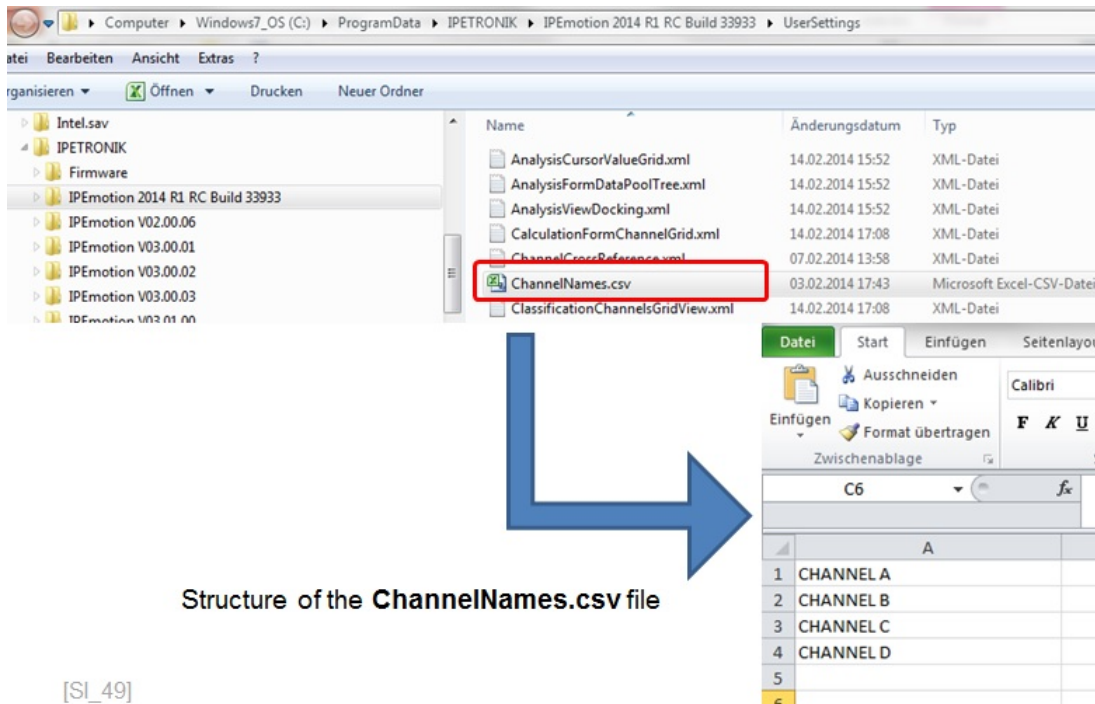 Computer ▸ Windows7_OS (C:) ▸ ProgramData ▸ IPETRONIK ▸ IPEmotion 2014 R1 RC Build 33933 ▸ UserSettings
atei Bearbeiten Ansicht Extras ?
rganisieren Öffnen Drucken Neuer Ordner
Intel.sav
IPETRONIK
Firmware
IPEmotion 2014 R1 RC Build 33933
IPEmotion V02.00.06
IPEmotion V03.00.01
IPEmotion V03.00.02
IPEmotion V03.00.03
IPEmotion V03.01.00
Name Änderungsdatum Typ
AnalysisCursorValueGrid.xml 14.02.2014 15:52 XML-Datei
AnalysisFormDataPoolTree.xml 14.02.2014 15:52 XML-Datei
AnalysisViewDocking.xml 14.02.2014 15:52 XML-Datei
CalculationFormChannelGrid.xml 14.02.2014 17:08 XML-Datei
ChannelCrossReference.xml 07.02.2014 13:58 XML-Datei
ChannelNames.csv 03.02.2014 17:43 Microsoft Excel-CSV-Datei
ClassificationChannelsGridView.xml 14.02.2014 17:08 XML-Datei
Datei Start Einfügen Seitenlayou
Ausschneiden
Kopieren
Format übertragen
Einfügen
Zwischenablage
Calibri
F K U
C6 fx
A
1 CHANNEL A
2 CHANNEL B
3 CHANNEL C
4 CHANNEL D
5
6
Structure of the ChannelNames.csv file
[SI_49]